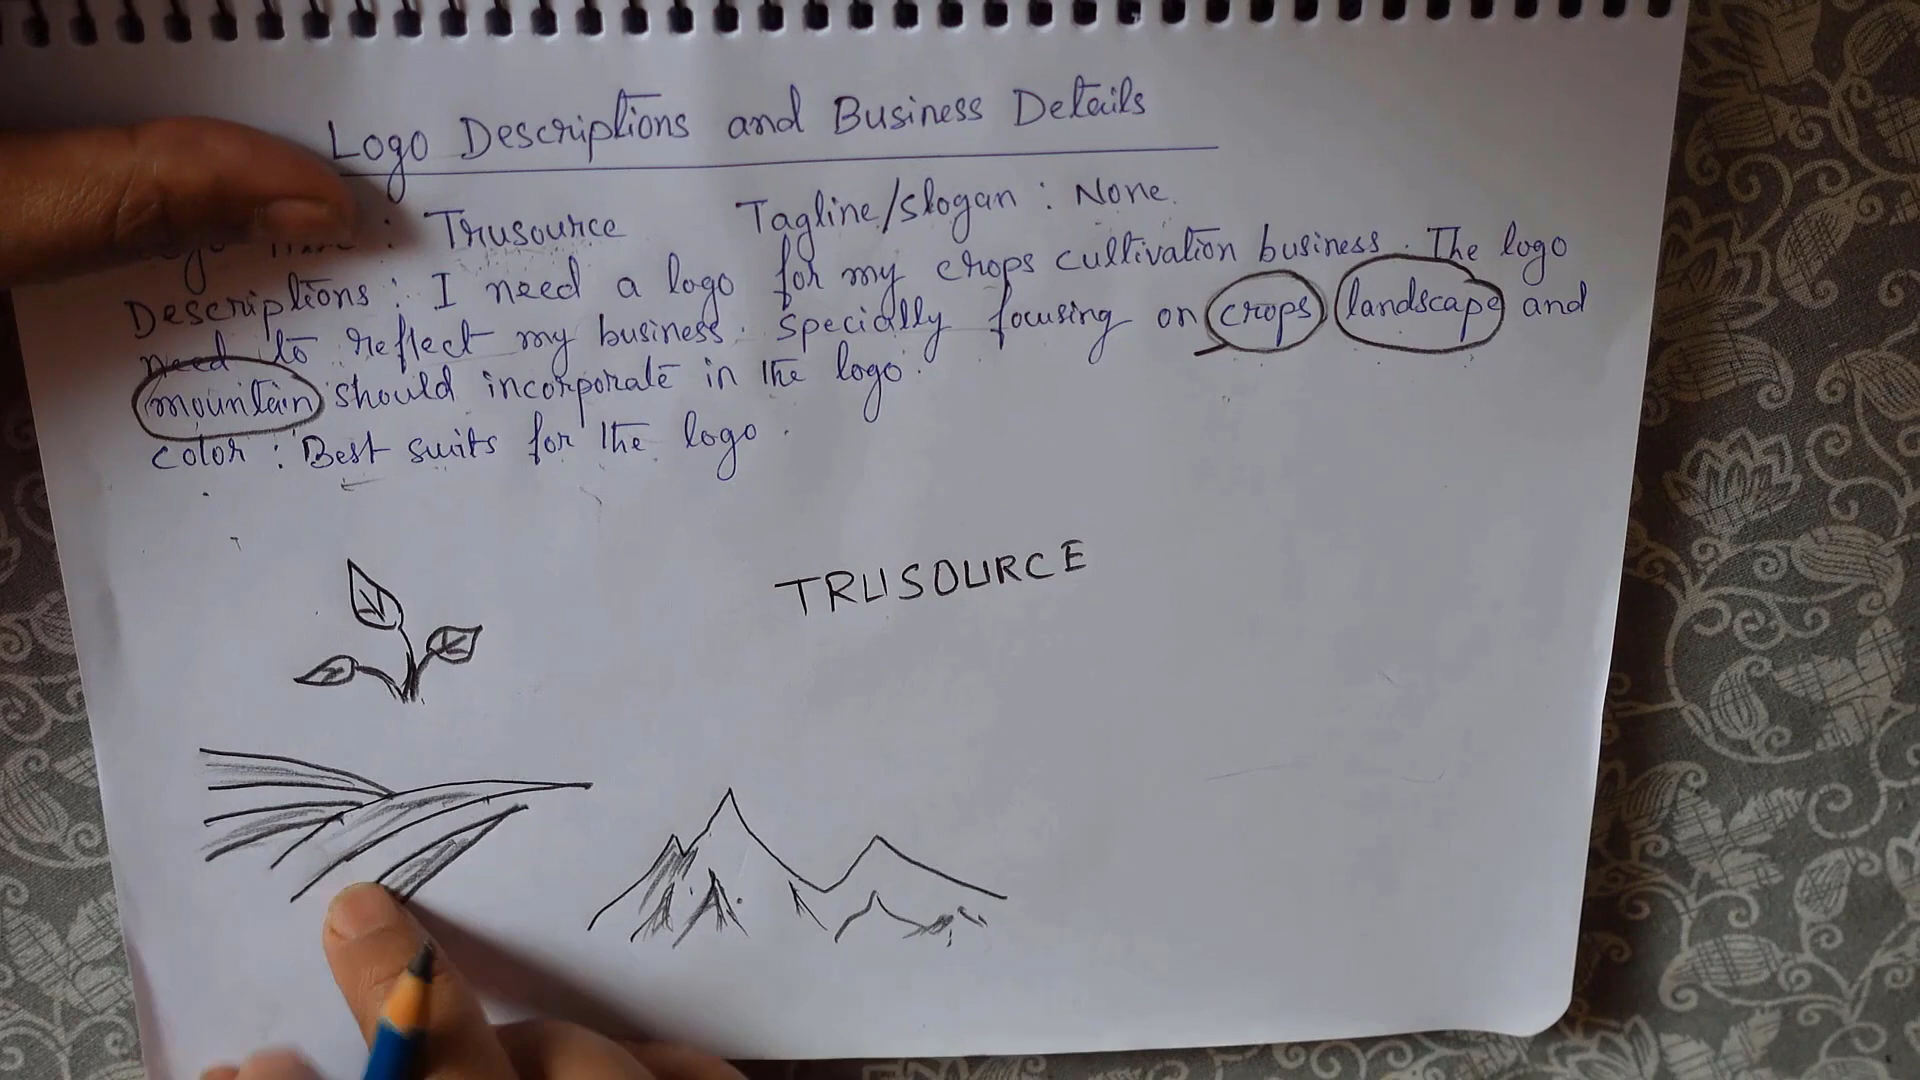 Logo Descriptions and Business Details
: Trusource Tagline/slogan : None.
Descriptions : I need a logo for my crops cultivation business. The logo
need to reflect my business. specially focusing on crops landscape and
mountain should incorporate in the logo.
color : Best suits for the logo.
TRUSOURCE